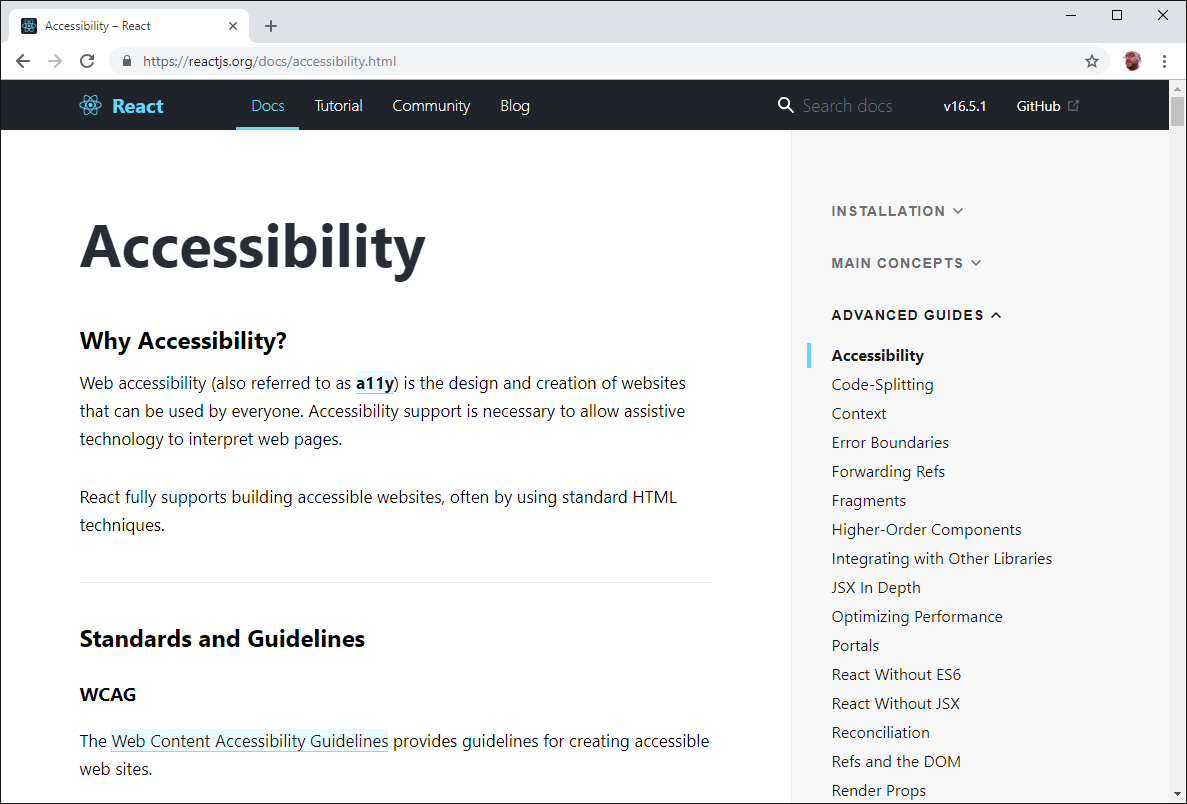 Accessibility – React
https://reactjs.org/docs/accessibility.html
React
Docs
Tutorial
Community
Blog
Search docs
v16.5.1
GitHub
Accessibility
Why Accessibility?
Web accessibility (also referred to as a11y) is the design and creation of websites
that can be used by everyone. Accessibility support is necessary to allow assistive
technology to interpret web pages.
React fully supports building accessible websites, often by using standard HTML
techniques.
Standards and Guidelines
WCAG
The Web Content Accessibility Guidelines provides guidelines for creating accessible
web sites.
INSTALLATION
MAIN CONCEPTS
ADVANCED GUIDES
Accessibility
Code-Splitting
Context
Error Boundaries
Forwarding Refs
Fragments
Higher-Order Components
Integrating with Other Libraries
JSX In Depth
Optimizing Performance
Portals
React Without ES6
React Without JSX
Reconciliation
Refs and the DOM
Render Props